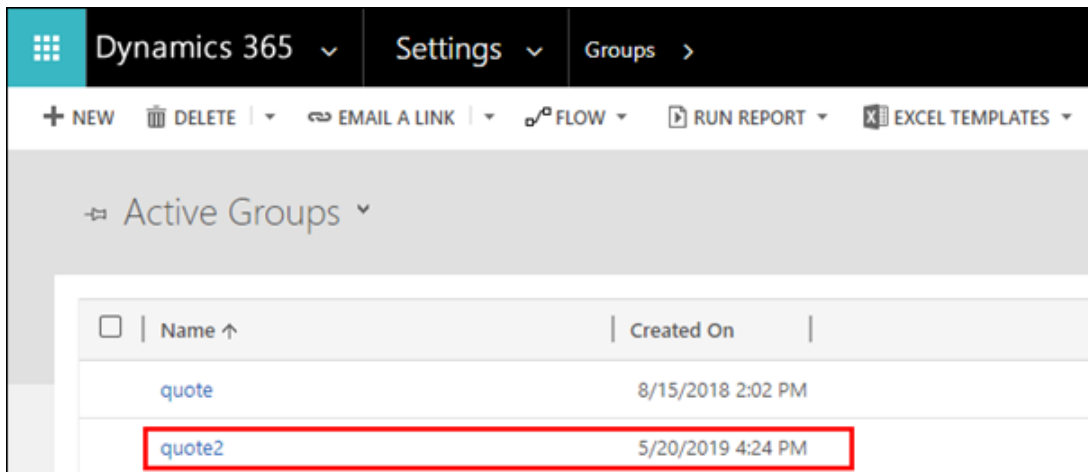 Dynamics 365 Settings Groups
NEW DELETE EMAIL A LINK FLOW RUN REPORT EXCEL TEMPLATES
Active Groups
Name Created On
quote 8/15/2018 2:02 PM
quote2 5/20/2019 4:24 PM